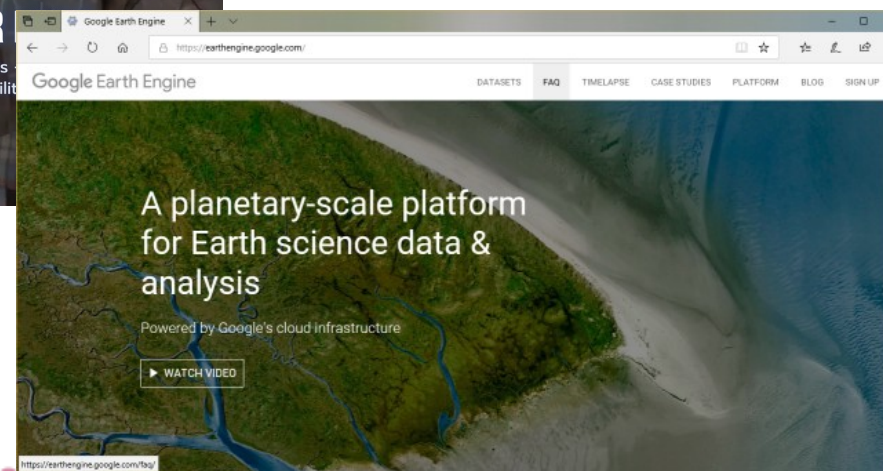 R
s
ilit
Google Earth Engine
https://earthengine.google.com/
Google Earth Engine
DATASETS FAQ TIMELAPSE CASE STUDIES PLATFORM BLOG SIGN UP
A planetary-scale platform
for Earth science data &
analysis
Powered by Google's cloud infrastructure
WATCH VIDEO
https://earthengine.google.com/faq/